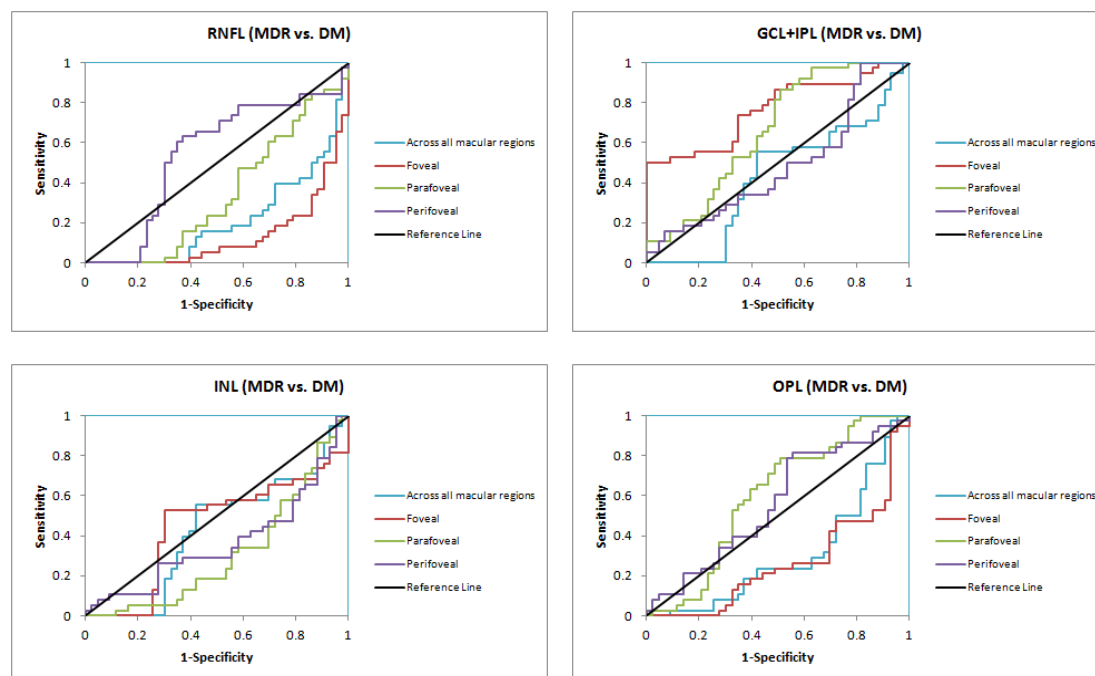 RNFL (MDR vs. DM)
1
0.8
0.6
0.4
0.2
0
Sensitivity
0 0.2 0.4 0.6 0.8 1
1-Specificity
Across all macular regions
Foveal
Parafoveal
Perifoveal
Reference Line
GCL+IPL (MDR vs. DM)
1
0.8
0.6
0.4
0.2
0
Sensitivity
0 0.2 0.4 0.6 0.8 1
1-Specificity
Across all macular regions
Foveal
Parafoveal
Perifoveal
Reference Line
INL (MDR vs. DM)
1
0.8
0.6
0.4
0.2
0
Sensitivity
0 0.2 0.4 0.6 0.8 1
1-Specificity
Across all macular regions
Foveal
Parafoveal
Perifoveal
Reference Line
OPL (MDR vs. DM)
1
0.8
0.6
0.4
0.2
0
Sensitivity
0 0.2 0.4 0.6 0.8 1
1-Specificity
Across all macular regions
Foveal
Parafoveal
Perifoveal
Reference Line